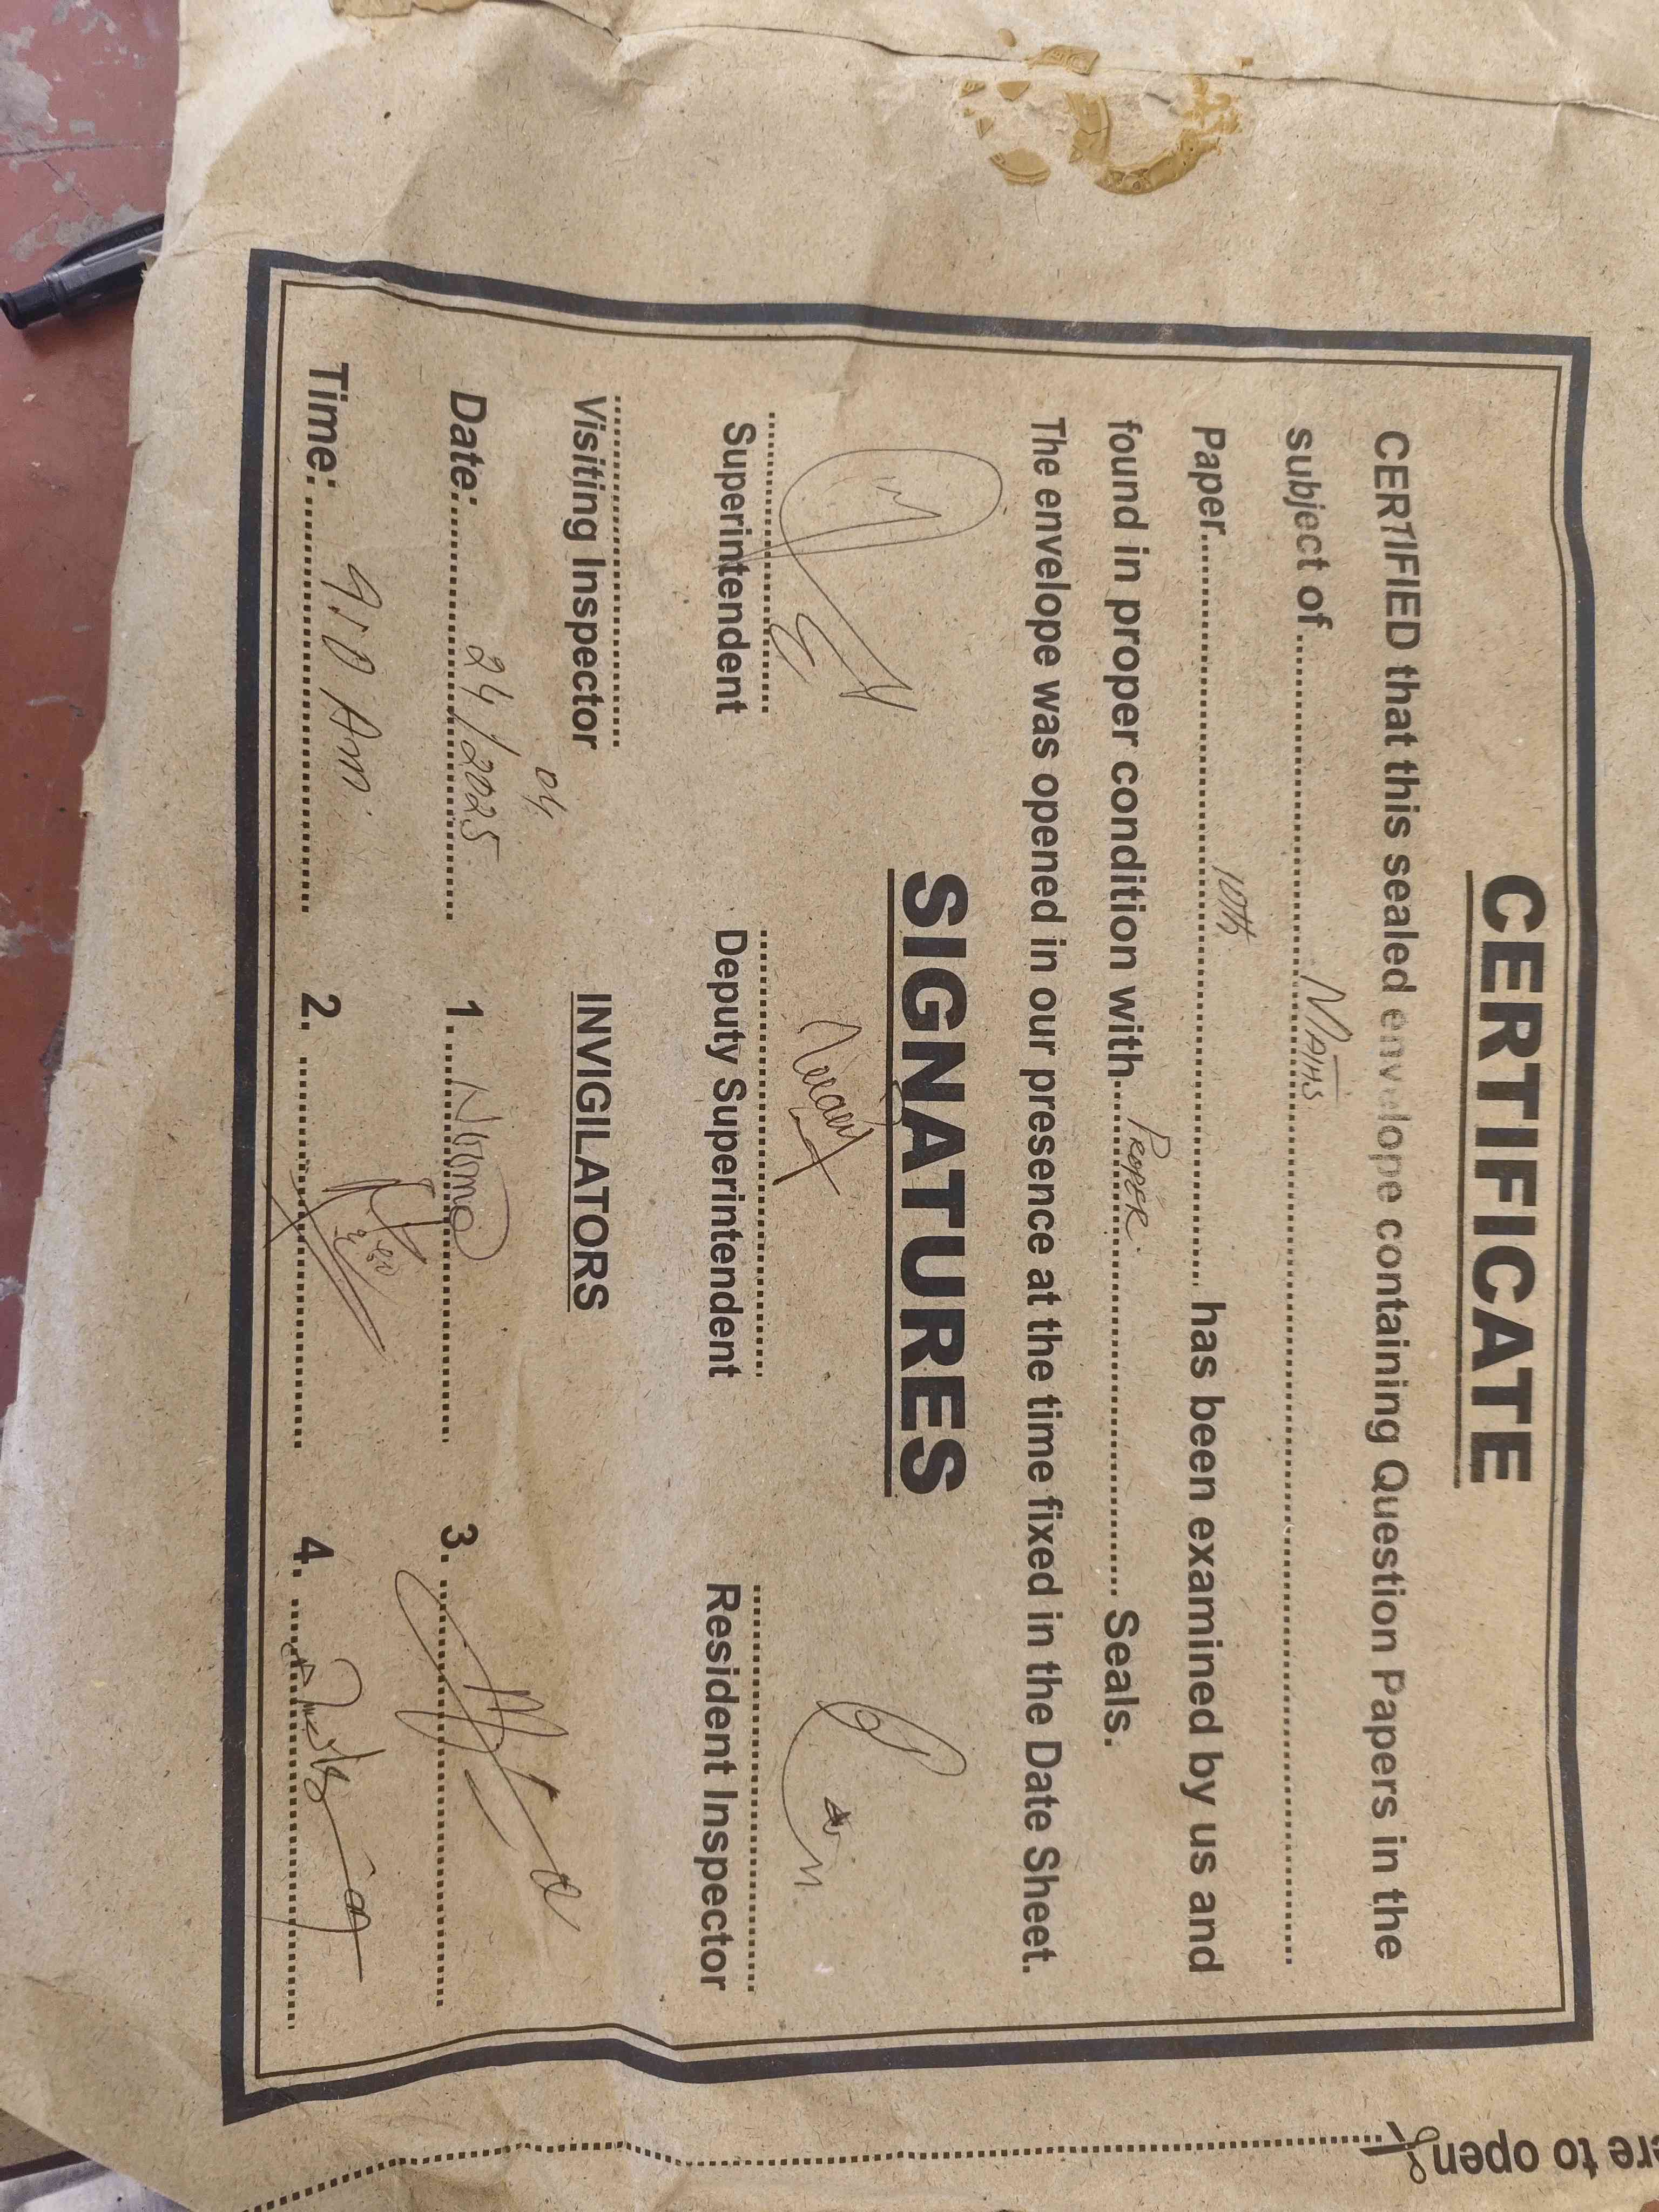 CERTIFICATE
CERTIFIED that this sealed envelope containing Question Papers in the
subject of MATHS
Paper 10th has been examined by us and
found in proper condition with PROPER Seals.
The envelope was opened in our presence at the time fixed in the Date Sheet.
SIGNATURES
Superintendent Deputy Superintendent Resident Inspector
Visiting Inspector INVIGILATORS
04
Date: 24/2025 1. 3.
Time: 9:10 Am. 2. 4.
ere to open